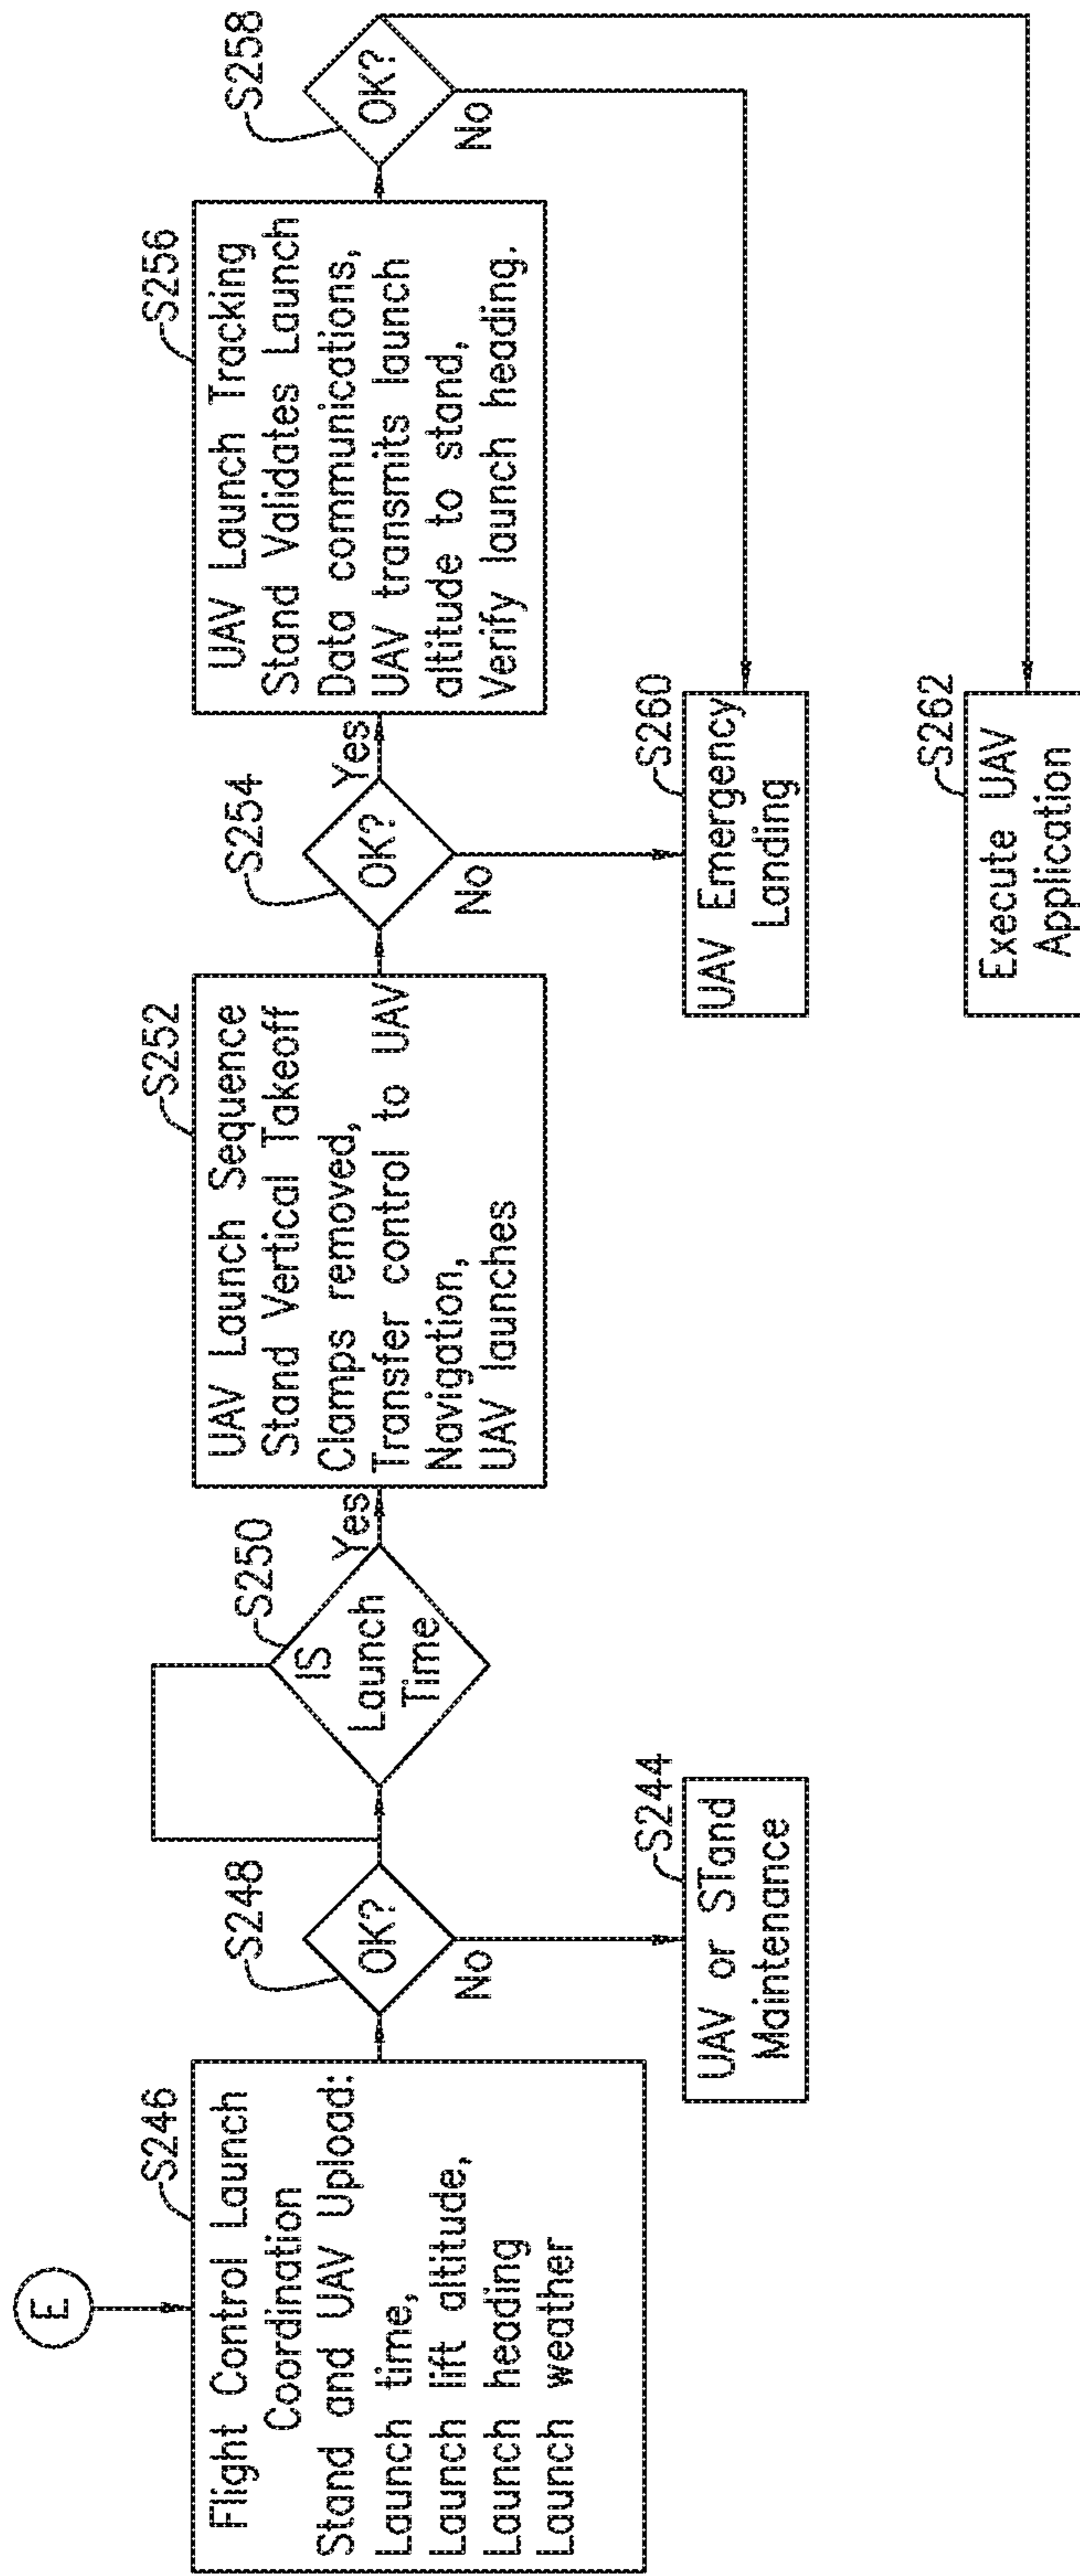 E
S246
Flight Control Launch
Coordination
Stand and UAV Upload:
Launch time,
Launch lift altitude,
Launch heading
Launch weather
S248
OK?
No
S244
UAV or STand
Maintenance
S250
IS
Launch
Time
Yes
S252
UAV Launch Sequence
Stand Vertical Takeoff
Clamps removed,
Transfer control to UAV
Navigation,
UAV launches
S254
OK?
Yes
No
S256
UAV Launch Tracking
Stand Validates Launch
Data communications,
UAV transmits launch
altitude to stand,
Verify launch heading.
S258
OK?
No
S260
UAV Emergency
Landing
S262
Execute UAV
Application